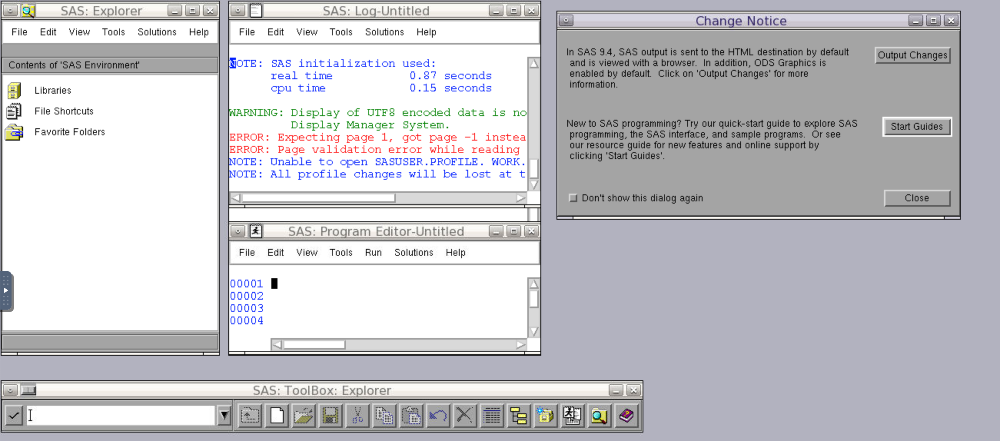 SAS: Explorer
File Edit View Tools Solutions Help
Contents of 'SAS Environment'
Libraries
File Shortcuts
Favorite Folders
SAS: Log-Untitled
File Edit View Tools Solutions Help
NOTE: SAS initialization used:
real time 0.87 seconds
cpu time 0.15 seconds
WARNING: Display of UTF8 encoded data is no
Display Manager System.
ERROR: Expecting page 1, got page -1 instea
ERROR: Page validation error while reading
NOTE: Unable to open SASUSER.PROFILE. WORK.
NOTE: All profile changes will be lost at t
SAS: Program Editor-Untitled
File Edit View Tools Run Solutions Help
00001
00002
00003
00004
Change Notice
In SAS 9.4, SAS output is sent to the HTML destination by default
and is viewed with a browser. In addition, ODS Graphics is
enabled by default. Click on 'Output Changes' for more
information.
Output Changes
New to SAS programming? Try our quick-start guide to explore SAS
programming, the SAS interface, and sample programs. Or see
our resource guide for new features and online support by
clicking 'Start Guides'.
Start Guides
Don't show this dialog again
Close
SAS: ToolBox: Explorer